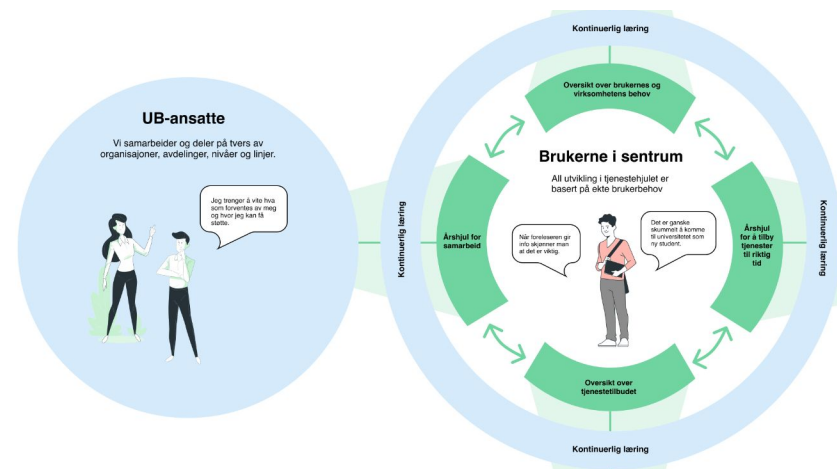 UB-ansatte
Vi samarbeider og deler på tvers av
organisasjoner, avdelinger, nivåer og linjer.
Jeg trenger å vite hva
som forventes av meg
og hvor jeg kan få
støtte.
Kontinuerlig læring
Oversikt over brukernes og
virksomhetens behov
Kontinuerlig læring
Årshjul for
samarbeid
Brukerne i sentrum
All utvikling i tjenestehjulet er
basert på ekte brukerbehov
Når foreleseren gir
info skjønner man
at det er viktig.
Det er ganske
skummelt å komme
til universitetet som
ny student.
Årshjul
for å tilby
tjenester
til riktig
tid
Kontinuerlig læring
Oversikt over
tjenestetilbudet
Kontinuerlig læring